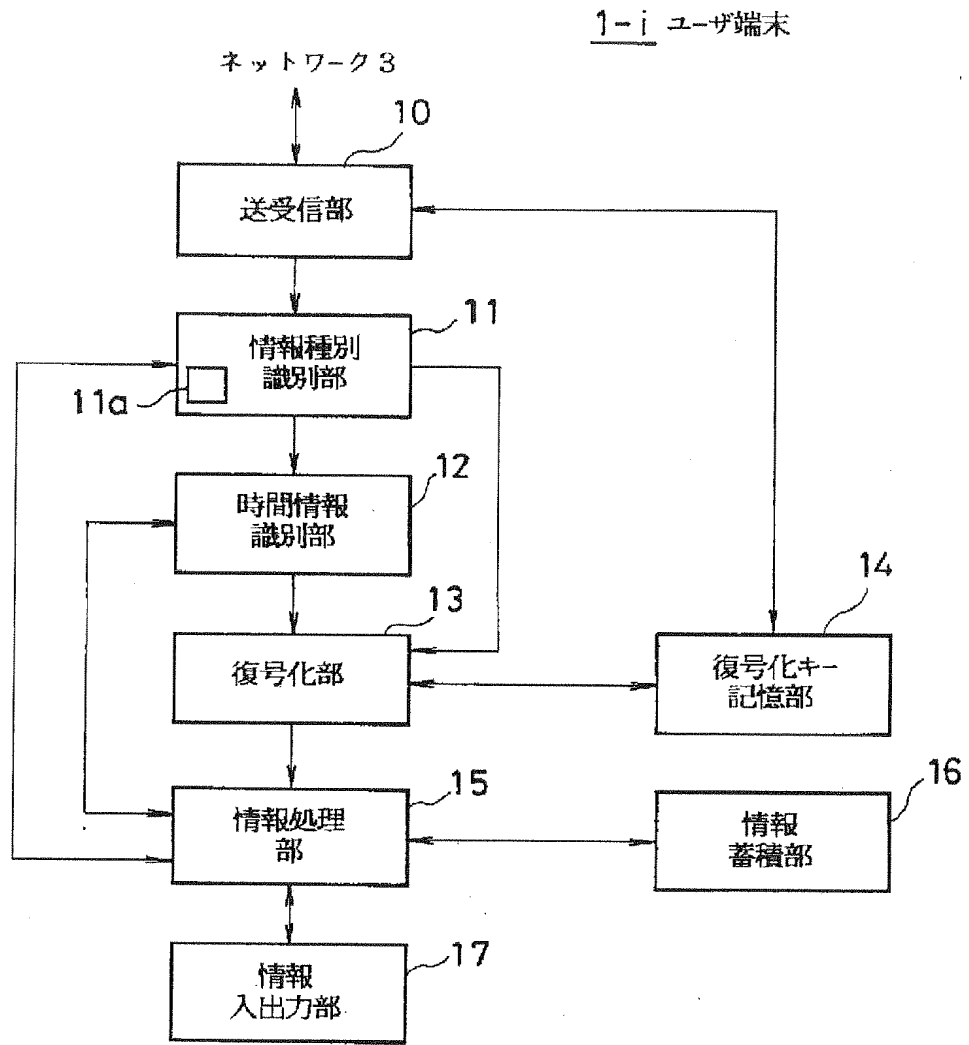 1-i ユーザ端末
ネットワーク3
10
送受信部
11
情報種別
識別部
11a
12
時間情報
識別部
13
復号化部
14
復号化キー
記憶部
15
情報処理
部
16
情報
蓄積部
17
情報
入出力部